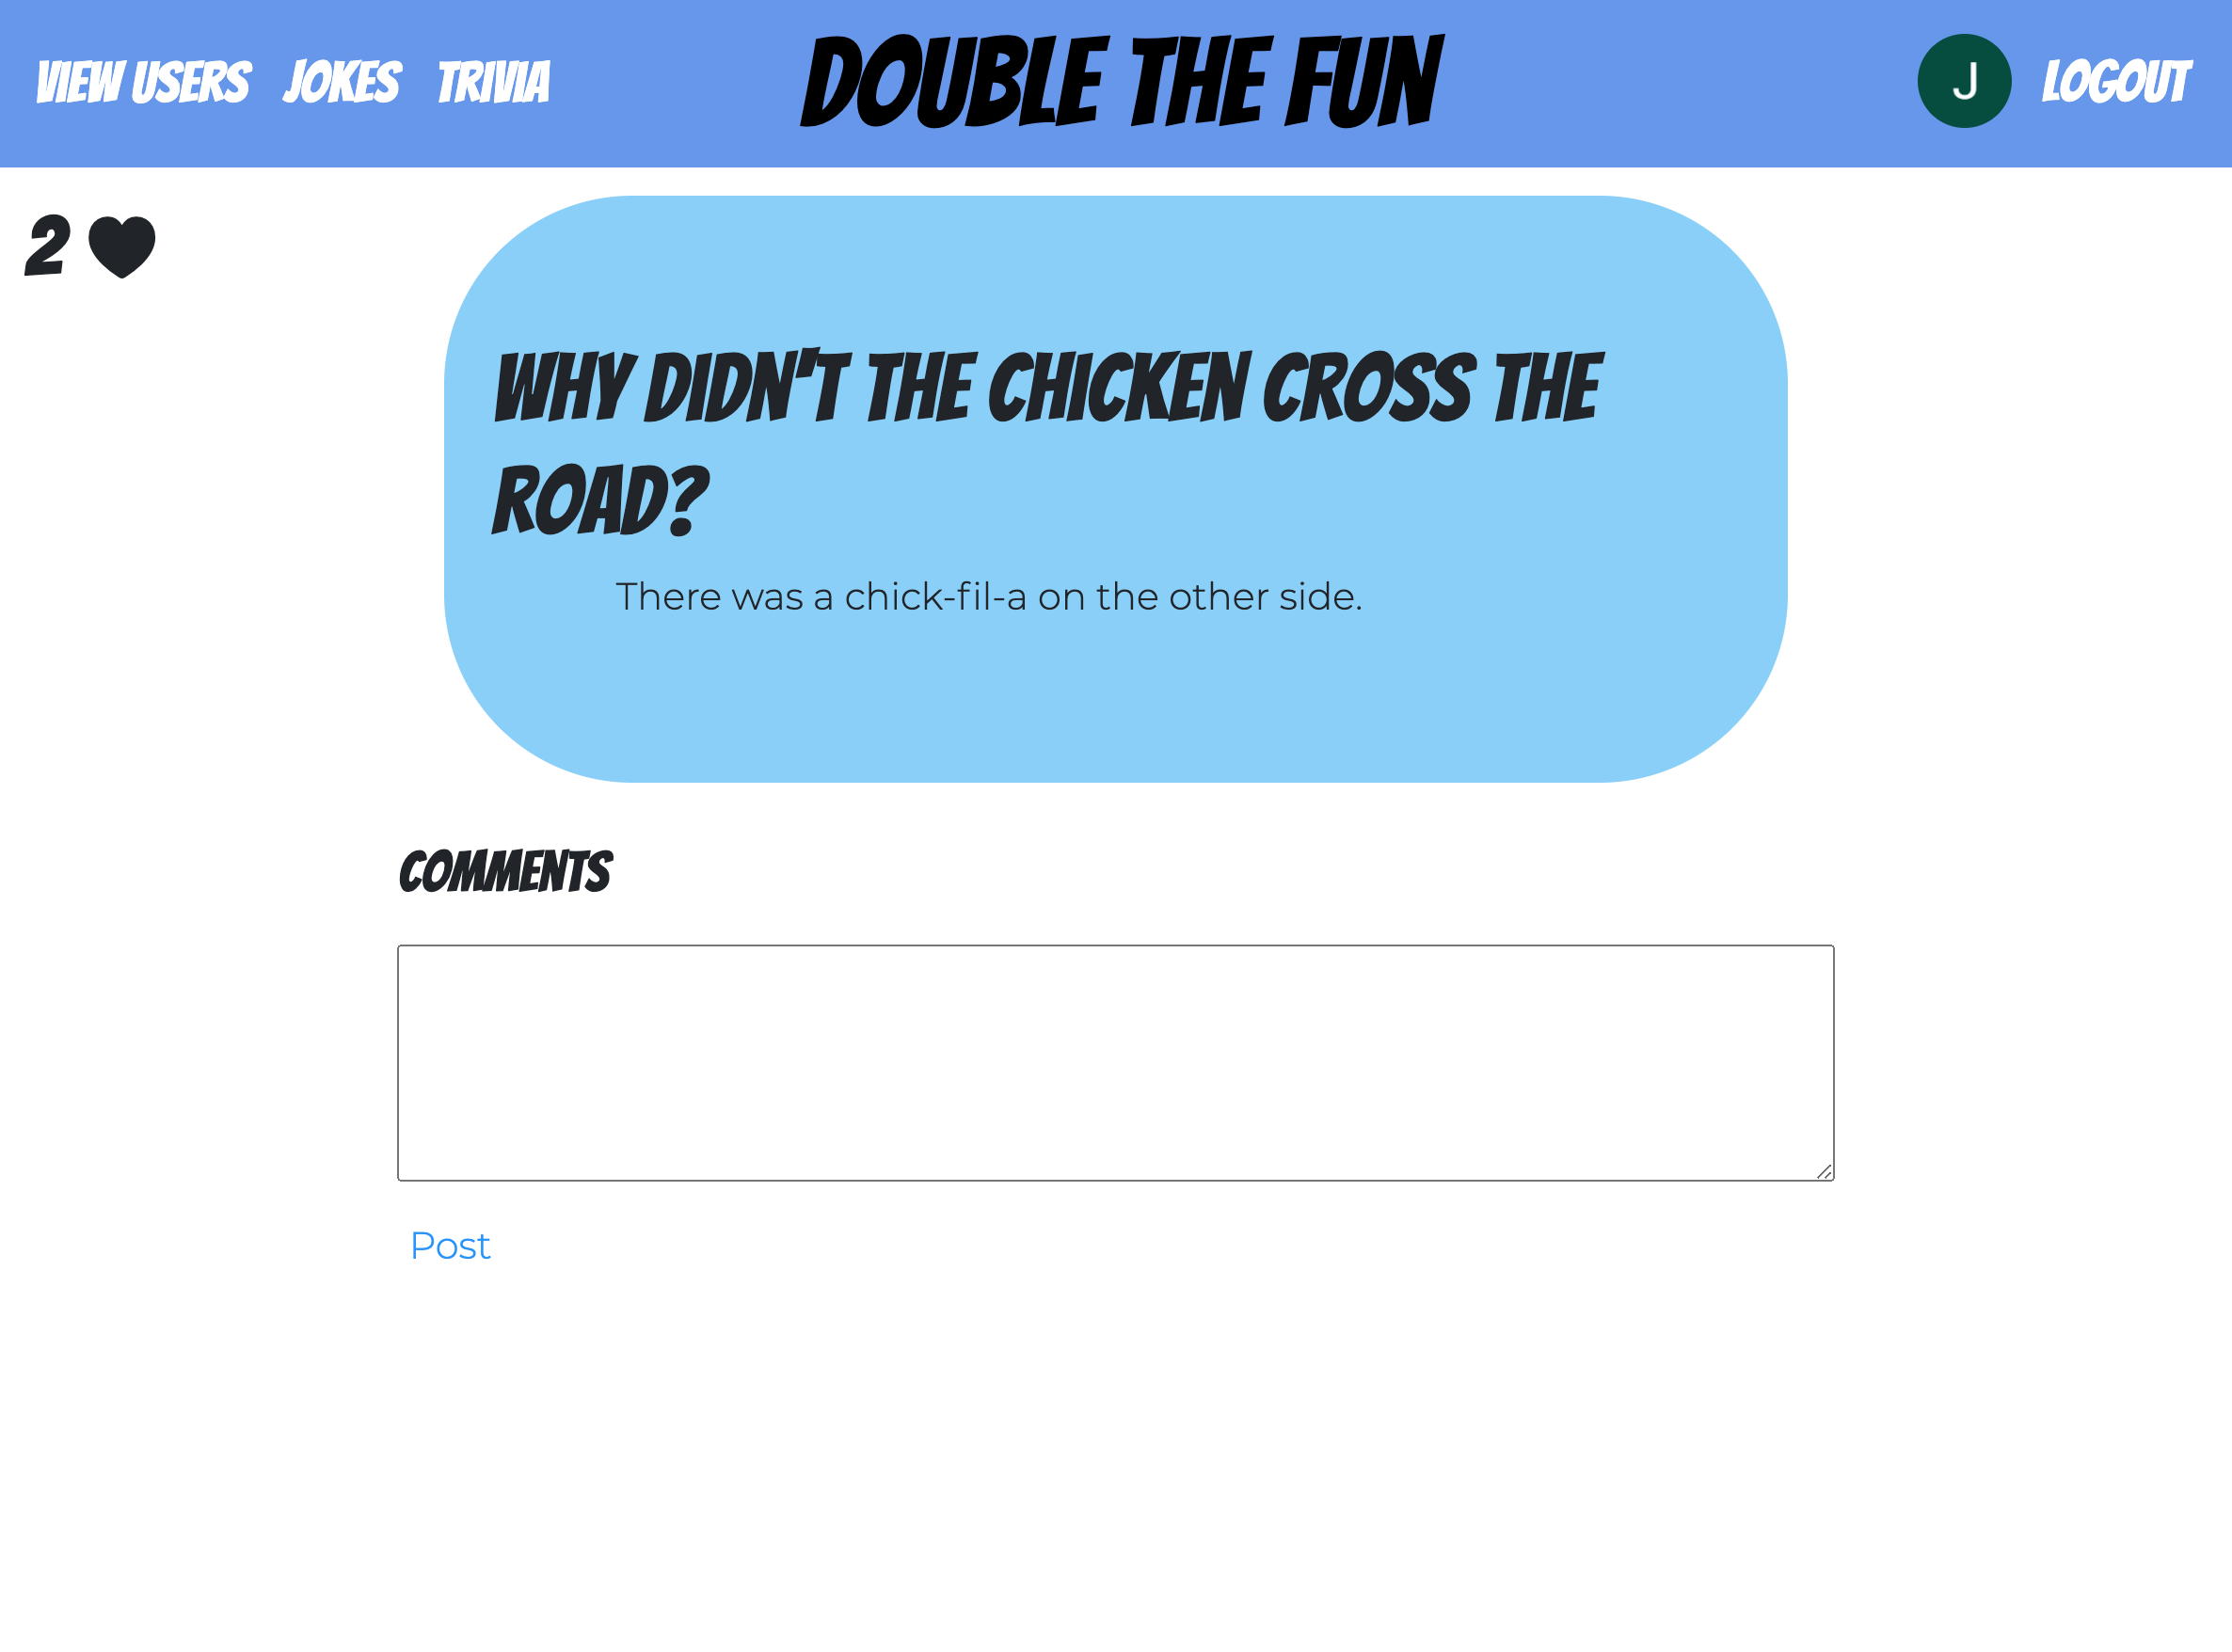 VIEW USERS JOKES TRIVIA DOUBLE THE FUN J LOGOUT
2
WHY DIDN'T THE CHICKEN CROSS THE
ROAD?
There was a chick-fil-a on the other side.
COMMENTS
Post